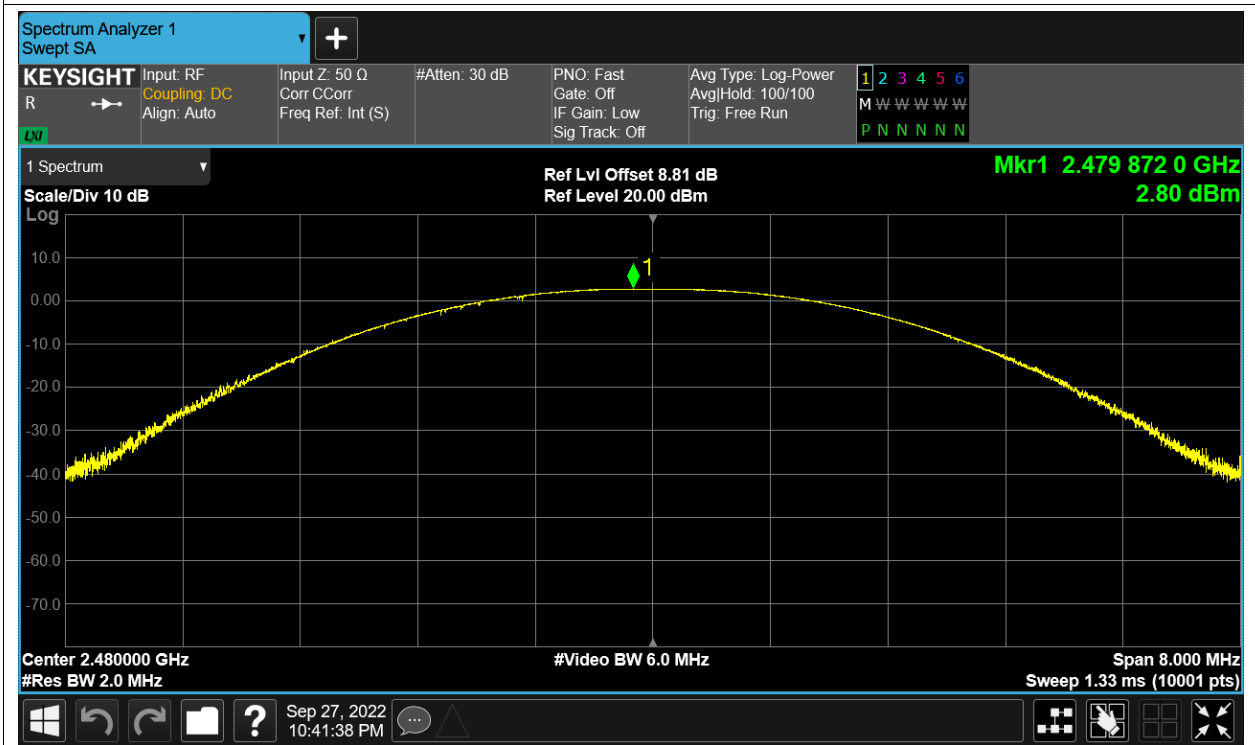 Spectrum Analyzer 1
Swept SA
KEYSIGHT
R
LXI
Input: RF
Coupling: DC
Align: Auto
Input Z: 50 Ω
Corr CCorr
Freq Ref: Int (S)
#Atten: 30 dB
PNO: Fast
Gate: Off
IF Gain: Low
Sig Track: Off
Avg Type: Log-Power
Avg|Hold: 100/100
Trig: Free Run
1 2 3 4 5 6
M W W W W W
P N N N N N
1 Spectrum
Scale/Div 10 dB
Log
Ref Lvl Offset 8.81 dB
Ref Level 20.00 dBm
Mkr1 2.479 872 0 GHz
2.80 dBm
1
10.0
0.00
-10.0
-20.0
-30.0
-40.0
-50.0
-60.0
-70.0
Center 2.480000 GHz
#Res BW 2.0 MHz
#Video BW 6.0 MHz
Span 8.000 MHz
Sweep 1.33 ms (10001 pts)
?
Sep 27, 2022
10:41:38 PM